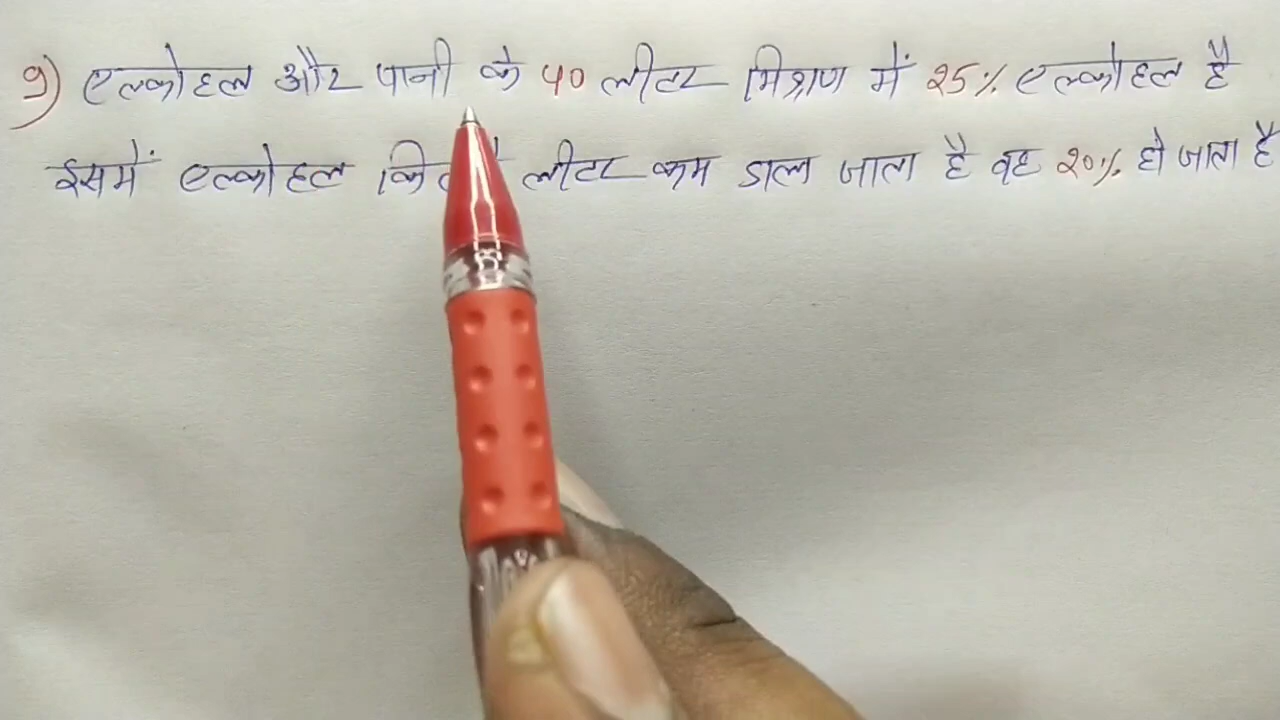 9) एल्कोहल और पानी के 40 लीटर मिश्रण में 25% एल्कोहल है
इसमें एल्कोहल लीटर कम डाल जाता है वह 20% हो जाता है